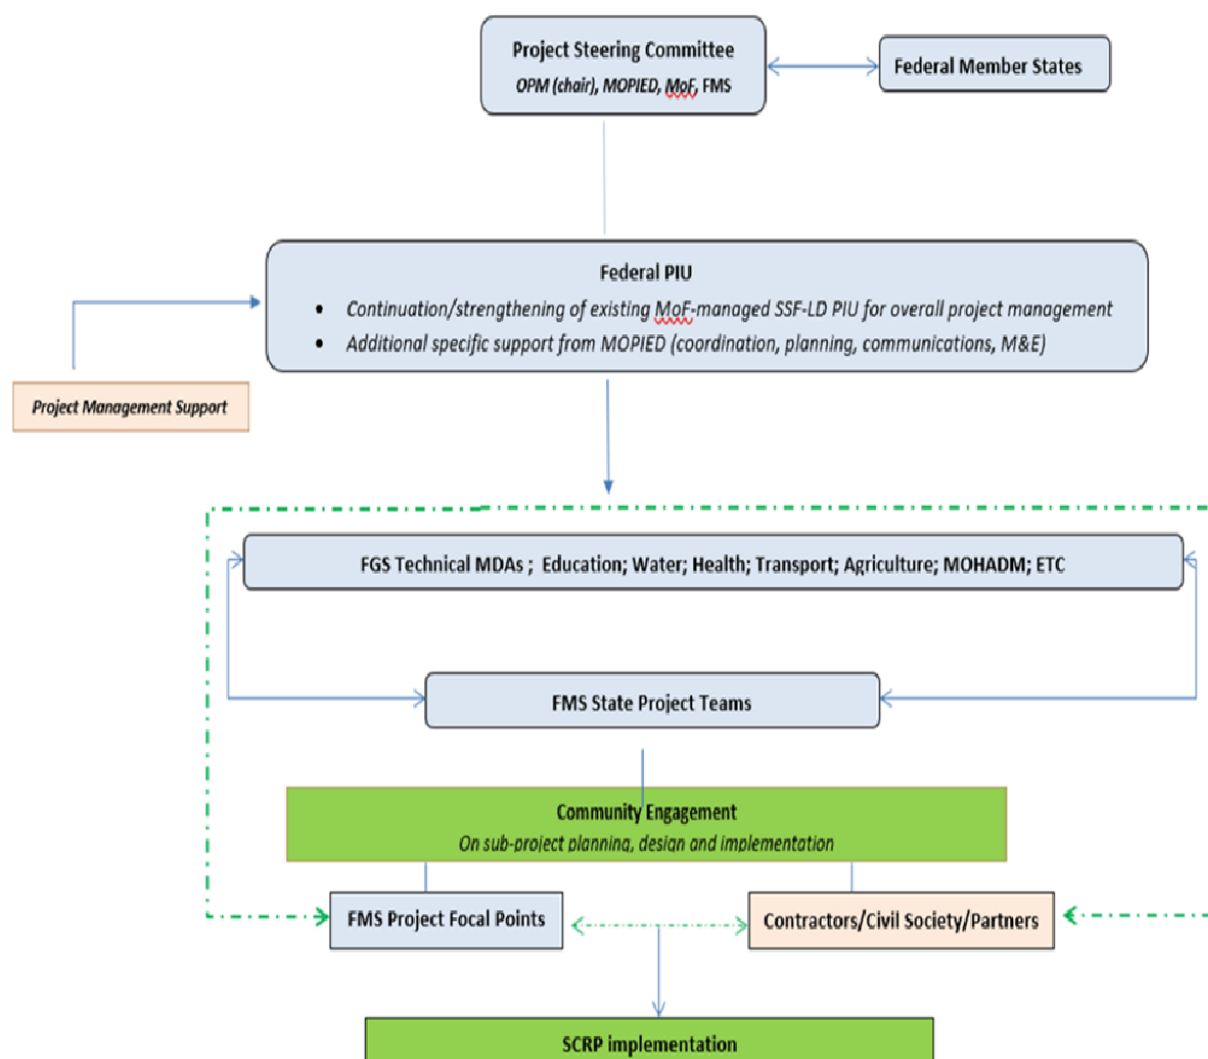 Project Steering Committee
OPM (chair), MOPIED, MoF, FMS
Federal Member States
Federal PIU
• Continuation/strengthening of existing MoF-managed SSF-LD PIU for overall project management
• Additional specific support from MOPIED (coordination, planning, communications, M&E)
Project Management Support
FGS Technical MDAs ; Education; Water; Health; Transport; Agriculture; MOHADM; ETC
FMS State Project Teams
Community Engagement
On sub-project planning, design and implementation
FMS Project Focal Points
Contractors/Civil Society/Partners
SCRP implementation